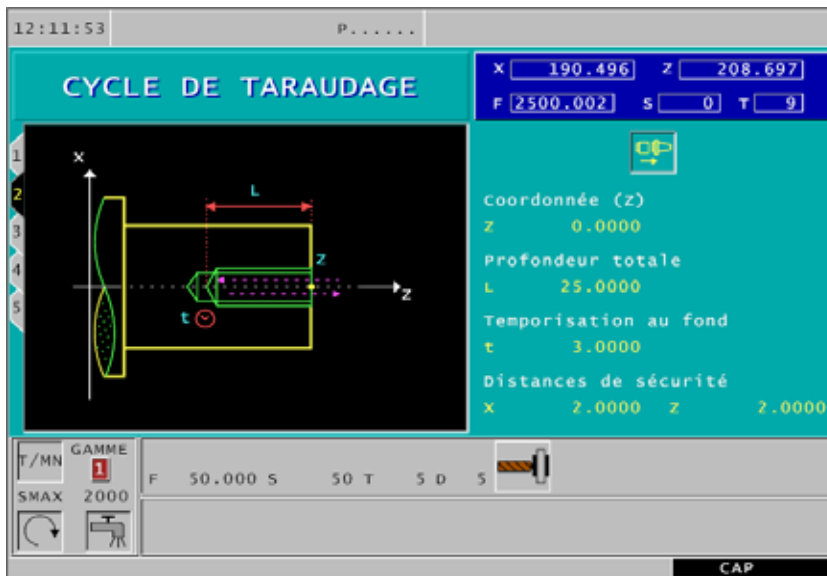 12:11:53 P......
CYCLE DE TARAUDAGE
X 190.496 Z 208.697
F 2500.002 S 0 T 9
1
2
3
4
5
X
L
Z
Z
t
Coordonnée (Z)
Z 0.0000
Profondeur totale
L 25.0000
Temporisation au fond
t 3.0000
Distances de sécurité
X 2.0000 Z 2.0000
T/MN GAMME
1
SMAX 2000
F 50.000 S 50 T 5 D 5
CAP